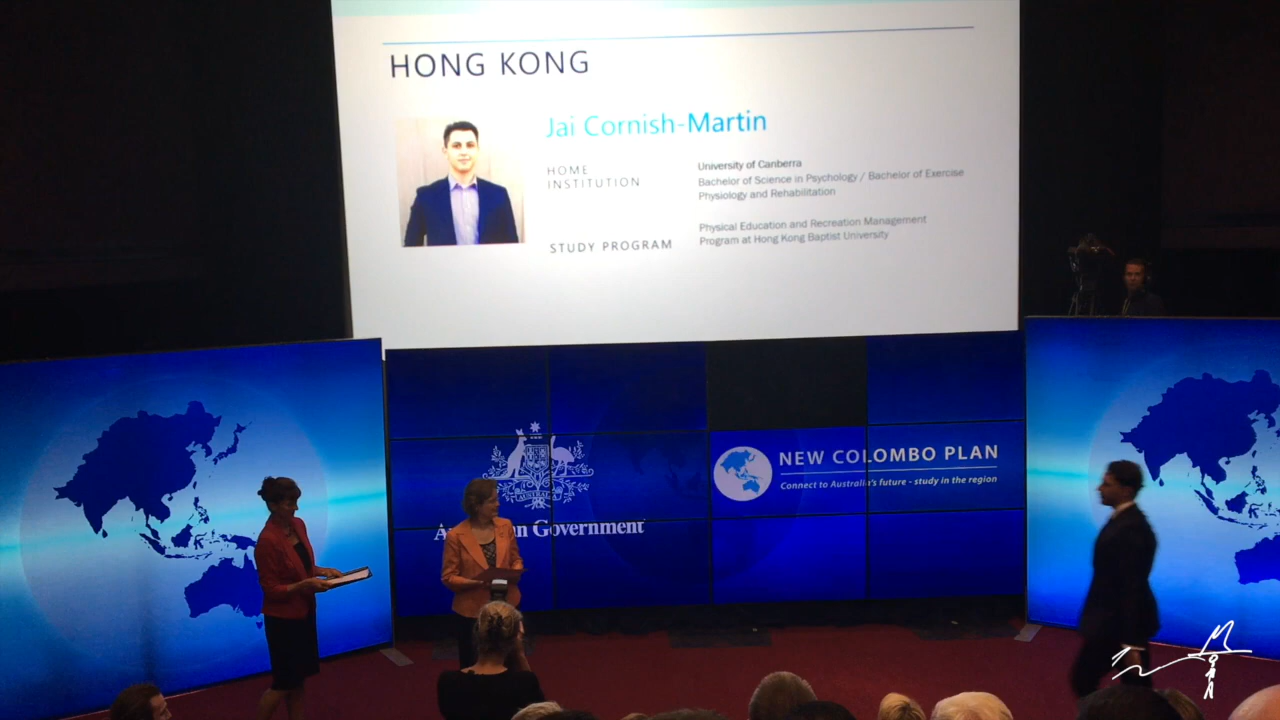 HONG KONG
Jai Cornish-Martin
HOME
INSTITUTION
University of Canberra
Bachelor of Science in Psychology / Bachelor of Exercise
Physiology and Rehabilitation
STUDY PROGRAM
Physical Education and Recreation Management
Program at Hong Kong Baptist University
AUSTRALIA
Government
NEW COLOMBO PLAN
Connect to Australia's future - study in the region